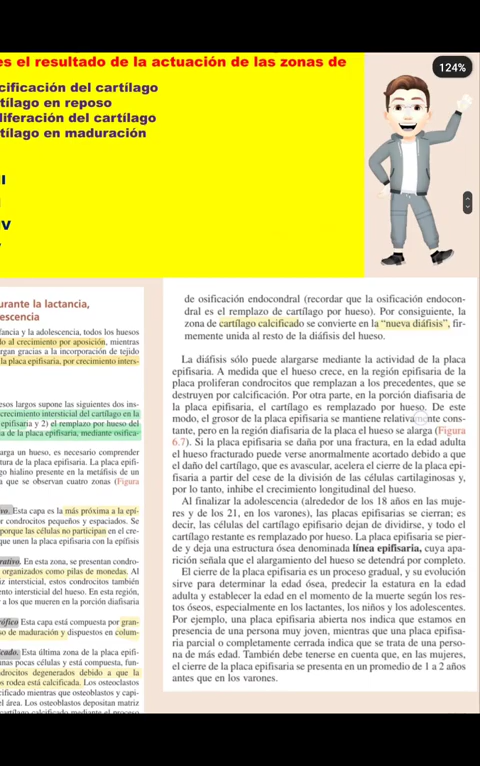 es el resultado de la actuación de las zonas de
124%
cificación del cartílago
tílago en reposo
liferación del cartílago
tílago en maduración
II
IV
urante la lactancia,
escencia
fancia y la adolescencia, todos los huesos
do al crecimiento por aposición, mientras
argan gracias a la incorporación de tejido
la placa epifisaria, por crecimiento inters-
esos largos supone las siguientes dos ins-
crecimiento intersticial del cartílago en la
epifisaria y 2) el remplazo por hueso del
ia de la placa epifisaria, mediante osifica-
arga un hueso, es necesario comprender
tura de la placa epifisaria. La placa epifi-
go hialino presente en la metáfisis de un
a que se observan cuatro zonas (Figura
ivo. Esta capa es la más próxima a la epí-
r condrocitos pequeños y espaciados. Se
porque las células no participan en el cre-
que unen la placa epifisaria con la epífisis
rativo. En esta zona, se presentan condro-
organizados como pilas de monedas. Al
iz intersticial, estos condrocitos también
nto intersticial del hueso. En esta región,
r a los que mueren en la porción diafisaria
rófico Esta capa está compuesta por gran-
so de maduración y dispuestos en colum-
cado. Esta última zona de la placa epifi-
nas pocas células y está compuesta, fun-
drocitos degenerados debido a que la
s rodea está calcificada. Los osteoclastos
cificado mientras que osteoblastos y capi-
el área. Los osteoblastos depositan matriz
cartílago calcificado mediante el proceso
de osificación endocondral (recordar que la osificación endocon-
dral es el remplazo de cartílago por hueso). Por consiguiente, la
zona de cartílago calcificado se convierte en la “nueva diáfisis”, fir-
memente unida al resto de la diáfisis del hueso.
La diáfisis sólo puede alargarse mediante la actividad de la placa
epifisaria. A medida que el hueso crece, en la región epifisaria de la
placa proliferan condrocitos que remplazan a los precedentes, que se
destruyen por calcificación. Por otra parte, en la porción diafisaria de
la placa epifisaria, el cartílago es remplazado por hueso. De este
modo, el grosor de la placa epifisaria se mantiene relativamente cons-
tante, pero en la región diafisaria de la placa el hueso se alarga (Figura
6.7). Si la placa epifisaria se daña por una fractura, en la edad adulta
el hueso fracturado puede verse anormalmente acortado debido a que
el daño del cartílago, que es avascular, acelera el cierre de la placa epi-
fisaria a partir del cese de la división de las células cartilaginosas y,
por lo tanto, inhibe el crecimiento longitudinal del hueso.
Al finalizar la adolescencia (alrededor de los 18 años en las muje-
res y de los 21, en los varones), las placas epifisarias se cierran; es
decir, las células del cartílago epifisario dejan de dividirse, y todo el
cartílago restante es remplazado por hueso. La placa epifisaria se pier-
de y deja una estructura ósea denominada línea epifisaria, cuya apa-
rición señala que el alargamiento del hueso se detendrá por completo.
El cierre de la placa epifisaria es un proceso gradual, y su evolución
sirve para determinar la edad ósea, predecir la estatura en la edad
adulta y establecer la edad en el momento de la muerte según los res-
tos óseos, especialmente en los lactantes, los niños y los adolescentes.
Por ejemplo, una placa epifisaria abierta nos indica que estamos en
presencia de una persona muy joven, mientras que una placa epifisa-
ria parcial o completamente cerrada indica que se trata de una perso-
na de más edad. También debe tenerse en cuenta que, en las mujeres,
el cierre de la placa epifisaria se presenta en un promedio de 1 a 2 años
antes que en los varones.